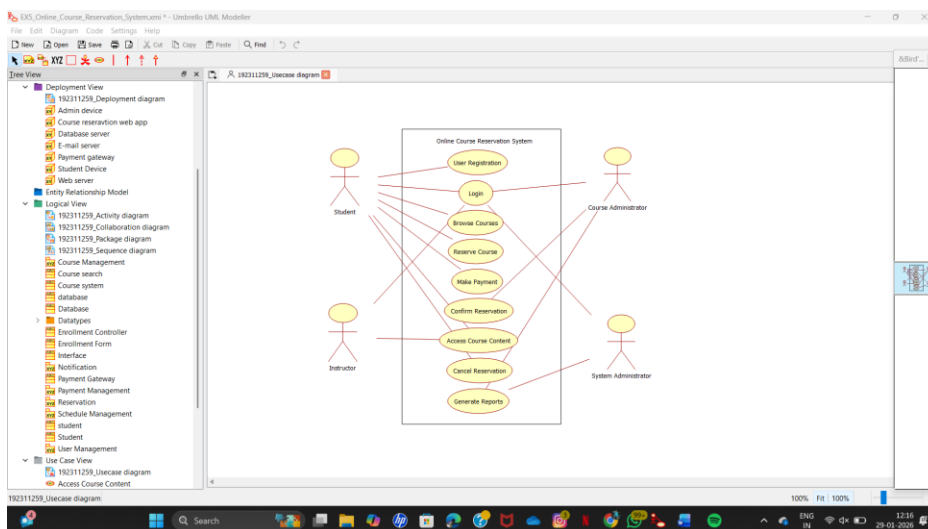 EX5_Online_Course_Reservation_System.xmi * - Umbrello UML Modeller
File Edit Diagram Code Settings Help
New Open Save Cut Copy Paste Find
XYZ
Tree View
192311259_Usecase diagram
&Bird'...
Deployment View
192311259_Deployment diagram
Admin device
Course reseravtion web app
Database server
E-mail server
Payment gateway
Student Device
Web server
Entity Relationship Model
Logical View
192311259_Activity diagram
192311259_Collaboration diagram
192311259_Package diagram
192311259_Sequence diagram
Course Management
Course search
Course system
database
Database
Datatypes
Enrollment Controller
Enrollment Form
Interface
Notification
Payment Gateway
Payment Management
Reservation
Schedule Management
student
Student
User Management
Use Case View
192311259_Usecase diagram
Access Course Content
Online Course Reservation System
User Registration
Login
Student
Course Administrator
Browse Courses
Reserve Course
Make Payment
Confirm Reservation
Access Course Content
Instructor
Cancel Reservation
System Administrator
Generate Reports
192311259_Usecase diagram
100% Fit 100%
4
Search
99+
ENG
IN
12:16
29-01-2026